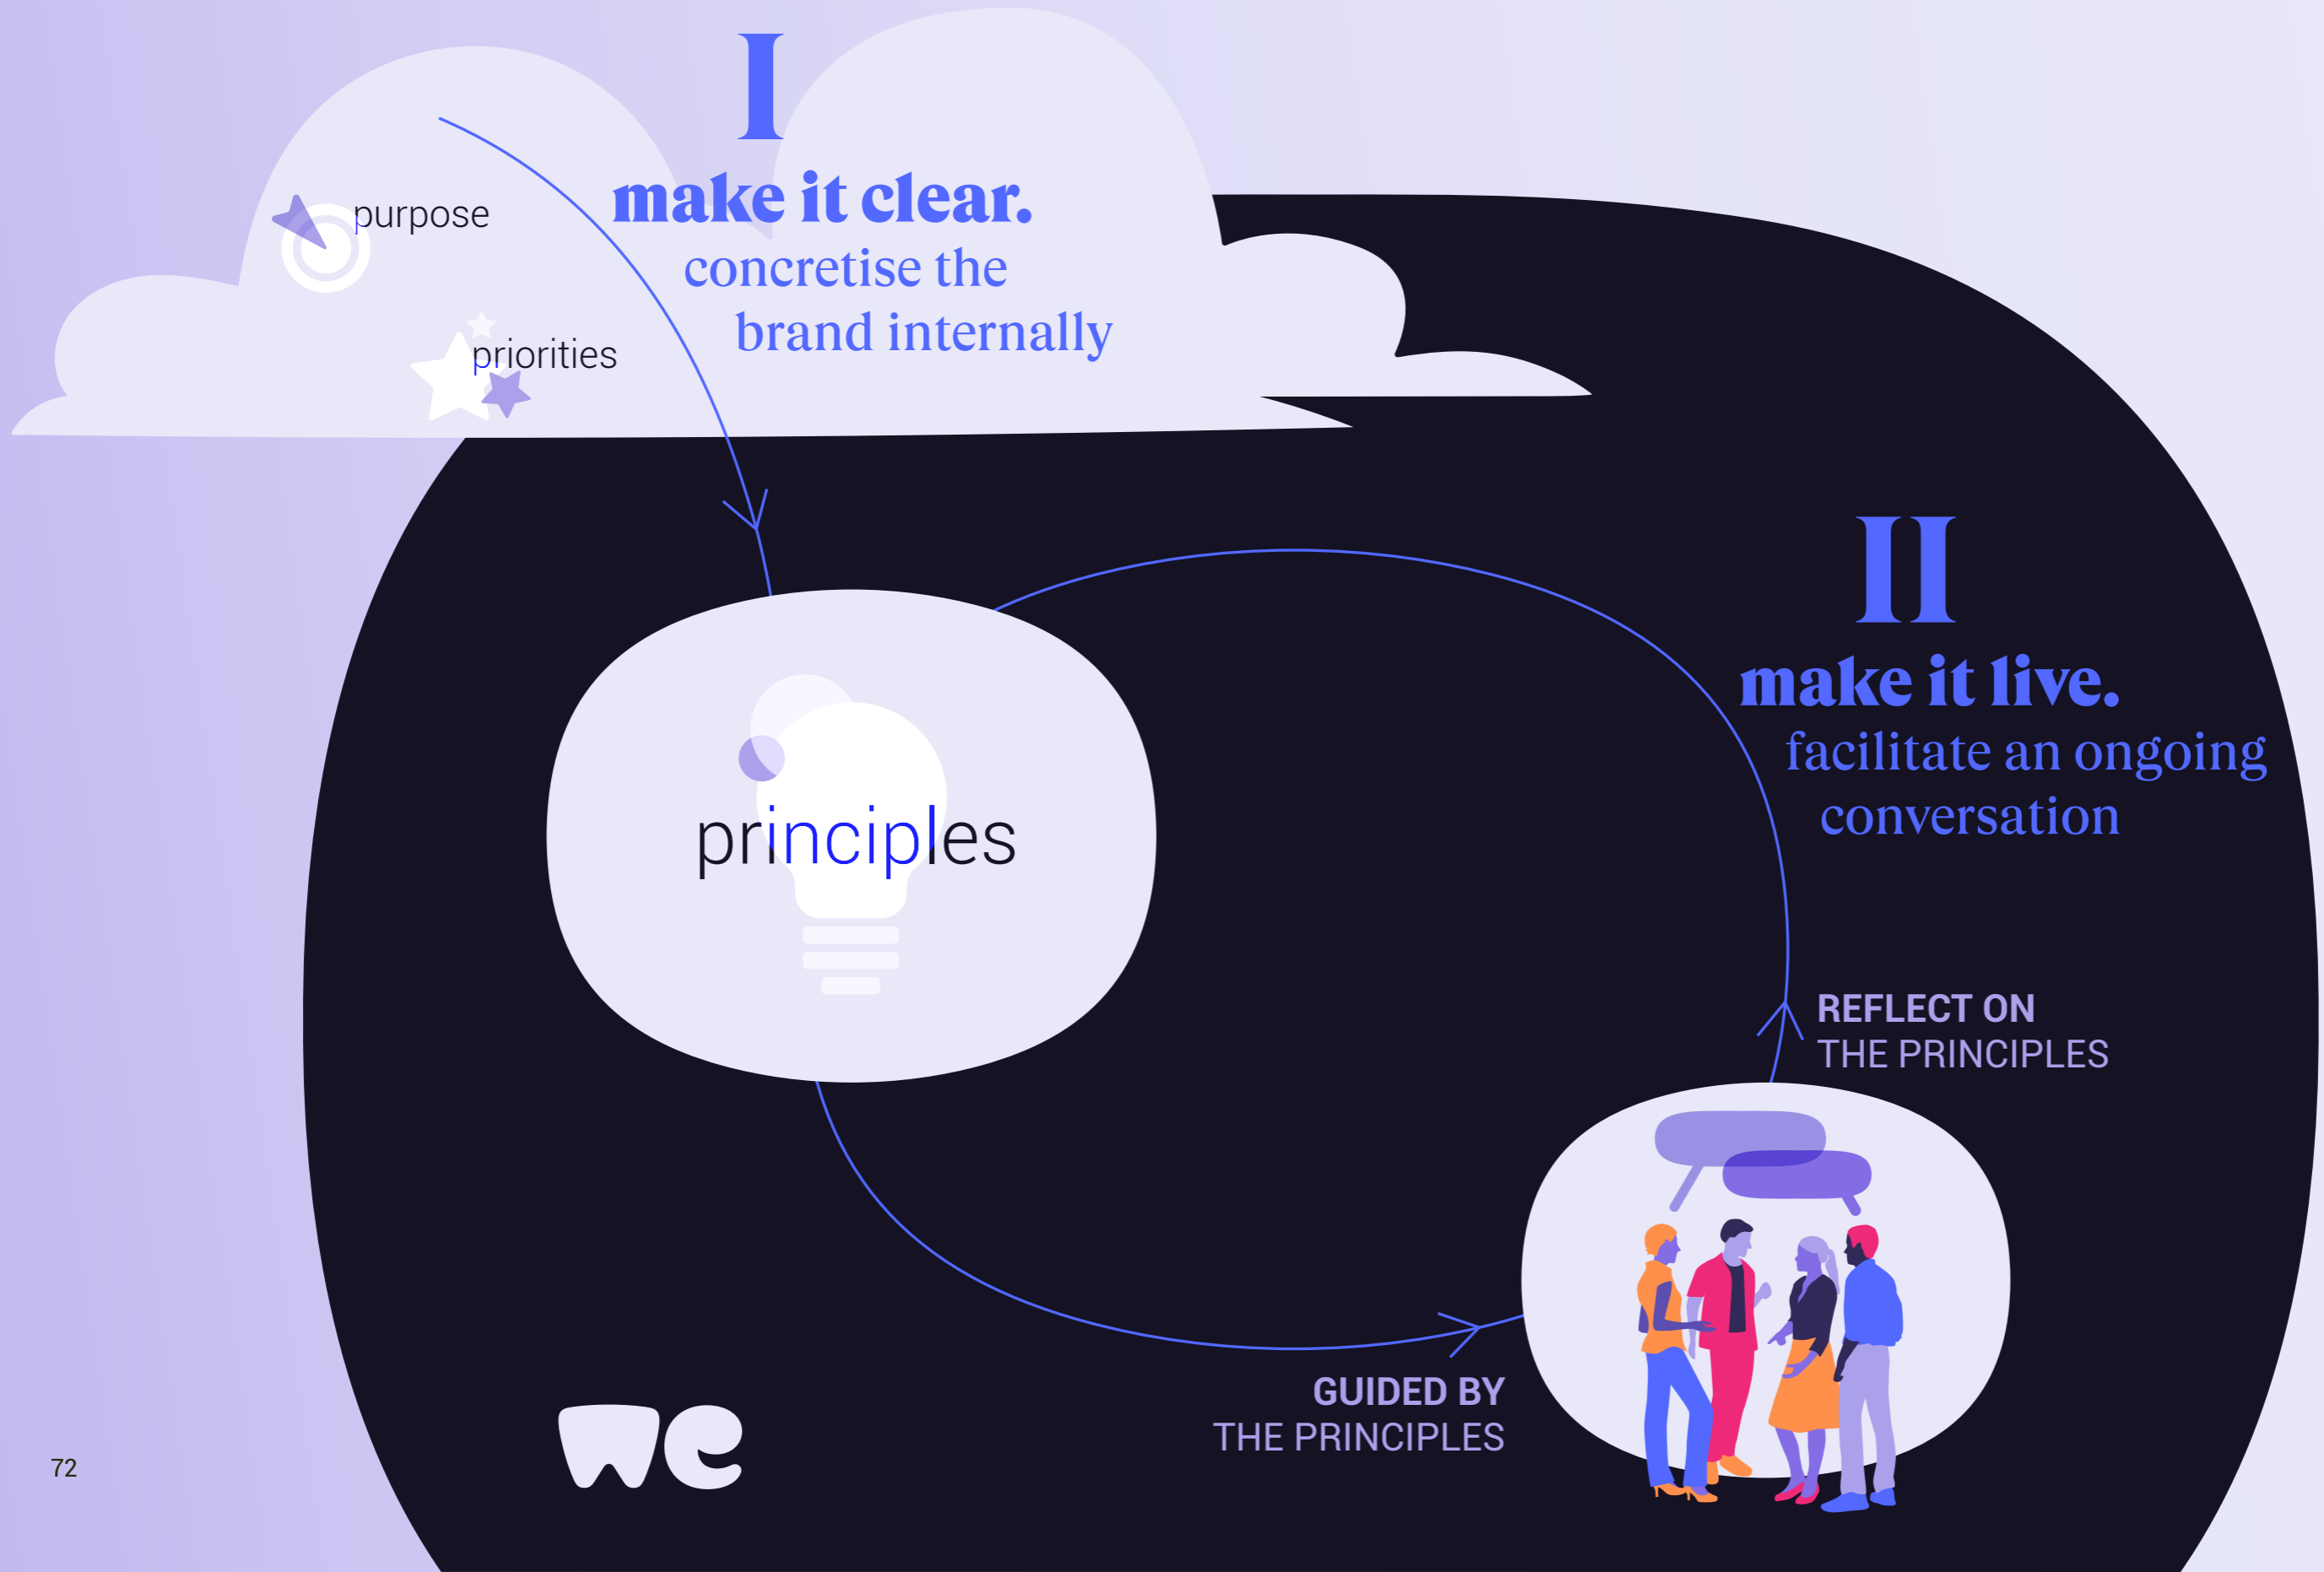 I
make it clear.
concretise the
brand internally
purpose
priorities
II
make it live.
facilitate an ongoing
conversation
principles
REFLECT ON
THE PRINCIPLES
GUIDED BY
THE PRINCIPLES
we
72